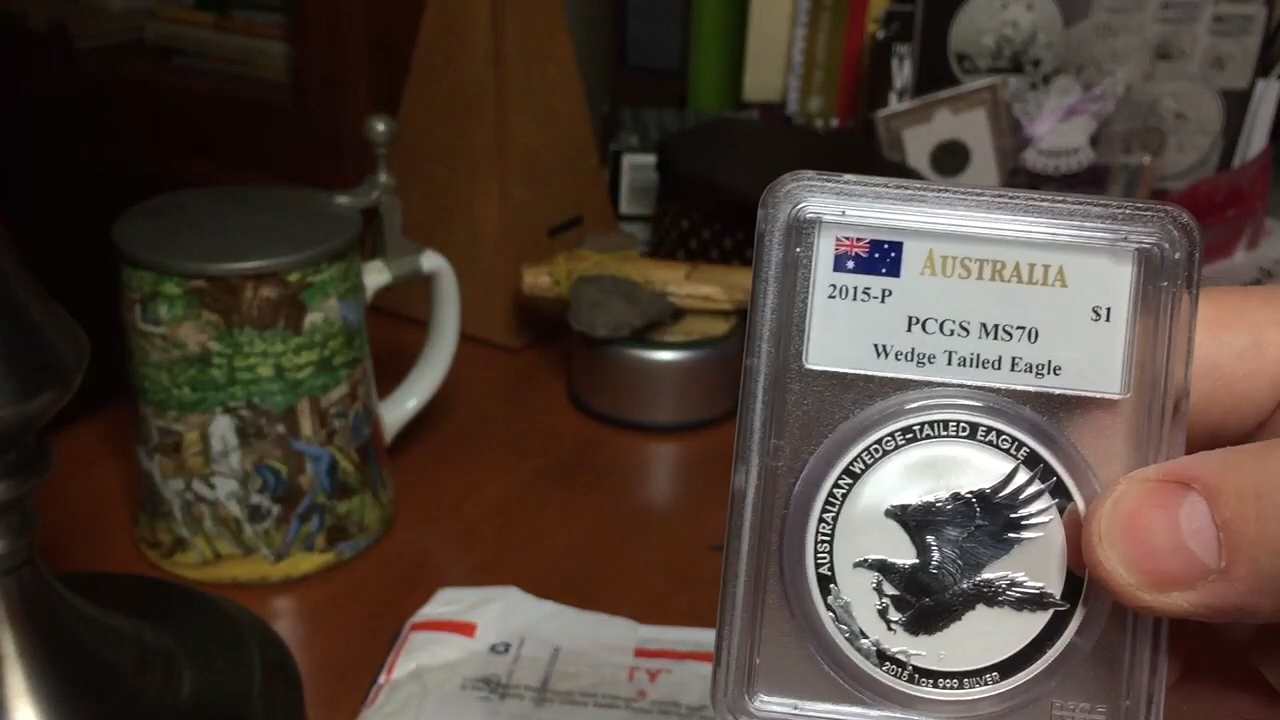 AUSTRALIA
2015-P
$1
PCGS MS70
Wedge Tailed Eagle
AUSTRALIAN WEDGE-TAILED EAGLE
P
2015 1oz 999 SILVER